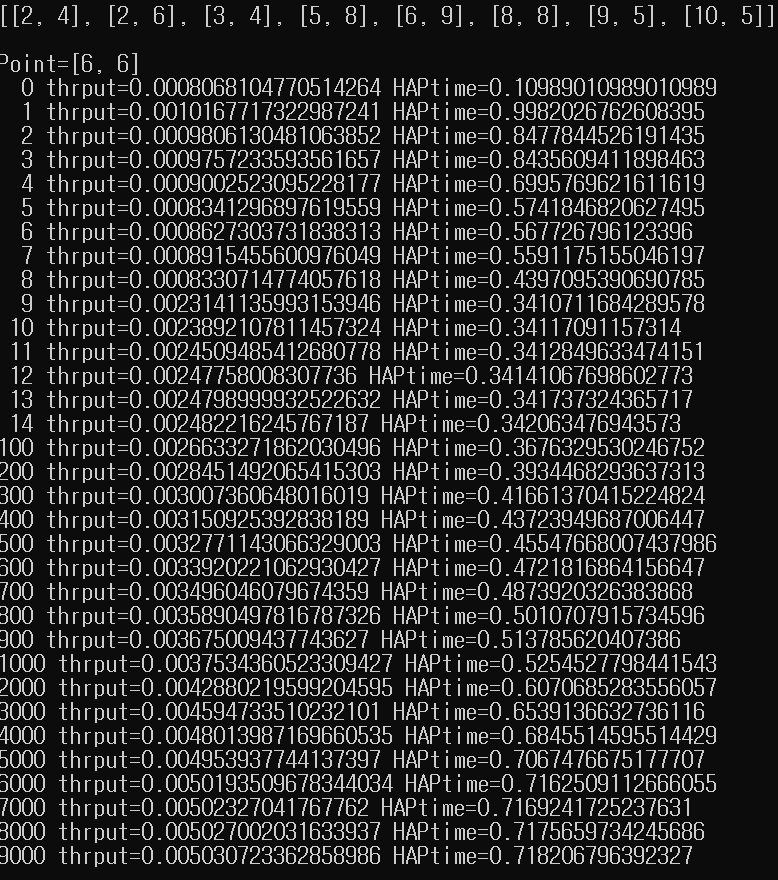 [[2, 4], [2, 6], [3, 4], [5, 8], [6, 9], [8, 8], [9, 5], [10, 5]]
Point=[6, 6]
0 thrput=0.0008068104770514264 HAPtime=0.10989010989010989
1 thrput=0.0010167717322987241 HAPtime=0.9982026762608395
2 thrput=0.0009806130481063852 HAPtime=0.8477844526191435
3 thrput=0.0009757233593561657 HAPtime=0.8435609411898463
4 thrput=0.0009002523095228177 HAPtime=0.6995769621611619
5 thrput=0.0008341296897619559 HAPtime=0.5741846820627495
6 thrput=0.0008627303731838313 HAPtime=0.567726796123396
7 thrput=0.0008915455600976049 HAPtime=0.5591175155046197
8 thrput=0.0008330714774057618 HAPtime=0.4397095390690785
9 thrput=0.0023141135993153946 HAPtime=0.3410711684289578
10 thrput=0.0023892107811457324 HAPtime=0.34117091157314
11 thrput=0.0024509485412680778 HAPtime=0.3412849633474151
12 thrput=0.002477580083077​36 HAPtime=0.34141067698602773
13 thrput=0.0024798999932522632 HAPtime=0.341737324365717
14 thrput=0.002482216245767187 HAPtime=0.342063476943573
100 thrput=0.0026633271862030496 HAPtime=0.3676329530246752
200 thrput=0.0028451492065415303 HAPtime=0.3934468293637313
300 thrput=0.003007360648016019 HAPtime=0.41661370415224824
400 thrput=0.003150925392838189 HAPtime=0.43723949687006447
500 thrput=0.0032771143066329003 HAPtime=0.45547668007437986
600 thrput=0.0033920221062930427 HAPtime=0.4721816864156647
700 thrput=0.003496046079674359 HAPtime=0.4873920326383868
800 thrput=0.0035890497816787326 HAPtime=0.5010707915734596
900 thrput=0.003675009437743627 HAPtime=0.513785620407386
1000 thrput=0.0037534360523309427 HAPtime=0.5254527798441543
2000 thrput=0.0042880219599204595 HAPtime=0.6070685283556057
3000 thrput=0.004594733510232101 HAPtime=0.6539136632736116
4000 thrput=0.0048013987169660535 HAPtime=0.6845514595514429
5000 thrput=0.004953937744137397 HAPtime=0.7067476675177707
6000 thrput=0.0050193509678344034 HAPtime=0.7162509112666055
7000 thrput=0.005023270417677​62 HAPtime=0.7169241725237631
8000 thrput=0.005027002031633937 HAPtime=0.7175659734245686
9000 thrput=0.0050307233628589​86 HAPtime=0.718206796392327